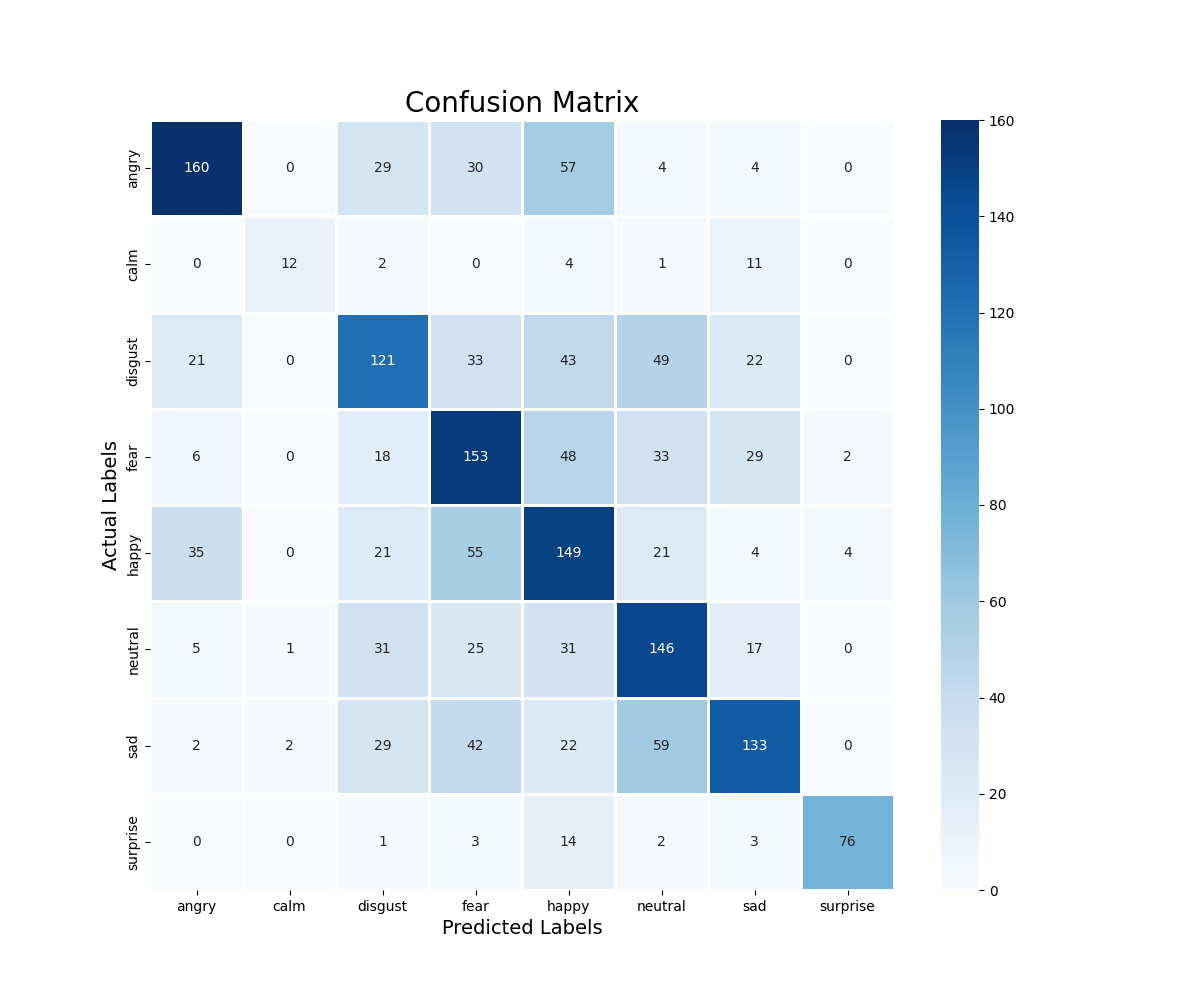 Confusion Matrix
angry 160 0 29 30 57 4 4 0
calm 0 12 2 0 4 1 11 0
disgust 21 0 121 33 43 49 22 0
fear 6 0 18 153 48 33 29 2
happy 35 0 21 55 149 21 4 4
neutral 5 1 31 25 31 146 17 0
sad 2 2 29 42 22 59 133 0
surprise 0 0 1 3 14 2 3 76
angry calm disgust fear happy neutral sad surprise
Predicted Labels
Actual Labels
160
140
120
100
80
60
40
20
0